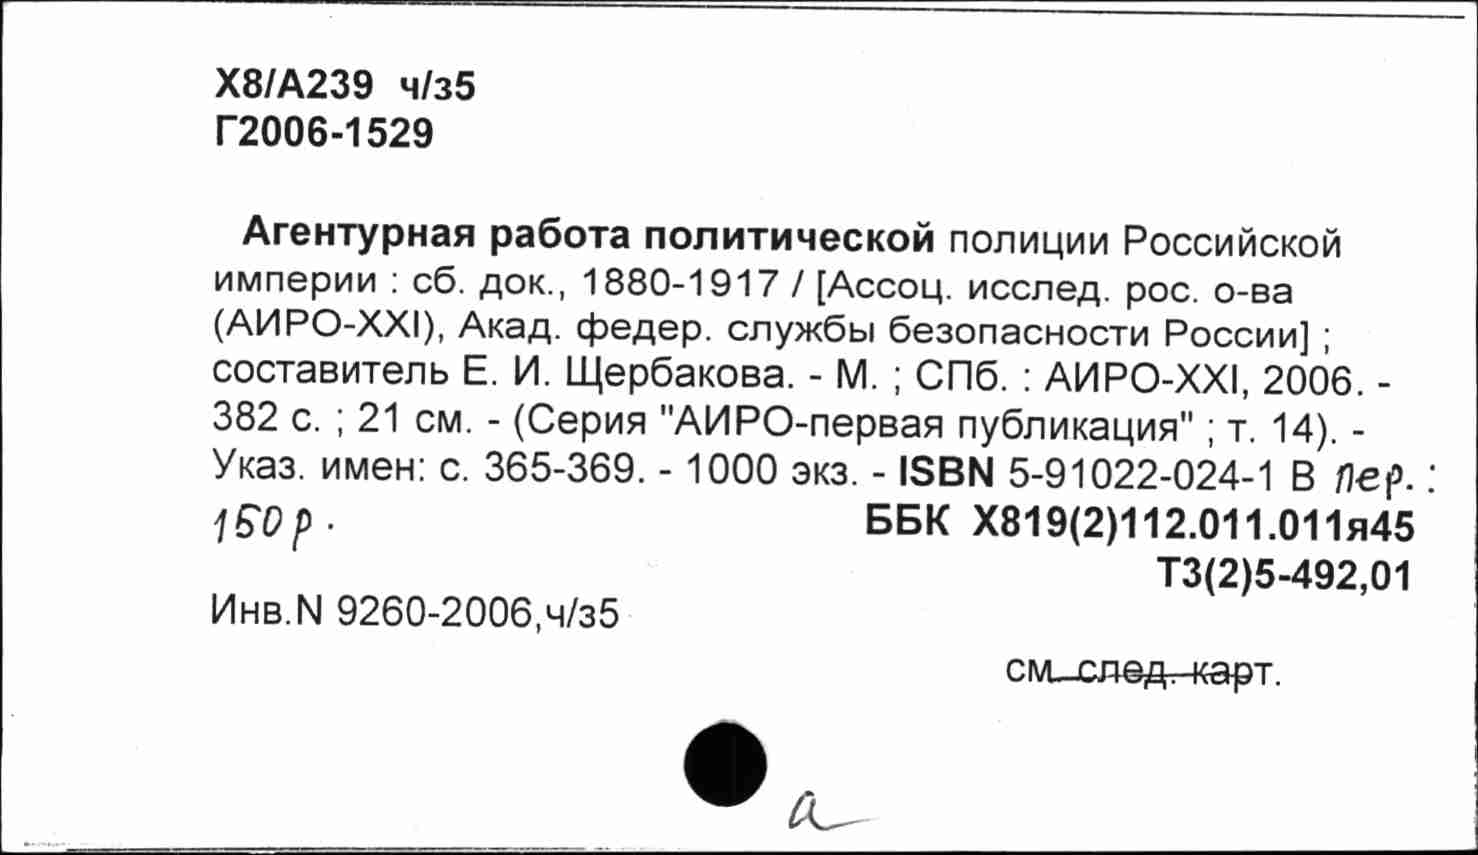 Х8/А239 ч/з5
Г2006-1529
Агентурная работа политической полиции Российской
империи : сб. док., 1880-1917 / [Ассоц. исслед. рос. о-ва
(АИРО-XXI), Акад. федер. службы безопасности России] ;
составитель Е. И. Щербакова. - М. ; СПб. : АИРО-XXI, 2006. -
382 с. ; 21 см. - (Серия "АИРО-первая публикация" ; т. 14). -
Указ. имен: с. 365-369. - 1000 экз. - ISBN 5-91022-024-1 В пер. :
150 р.
ББК Х819(2)112.011.011я45
Т3(2)5-492,01
Инв.N 9260-2006,ч/з5
см. след. карт.
а